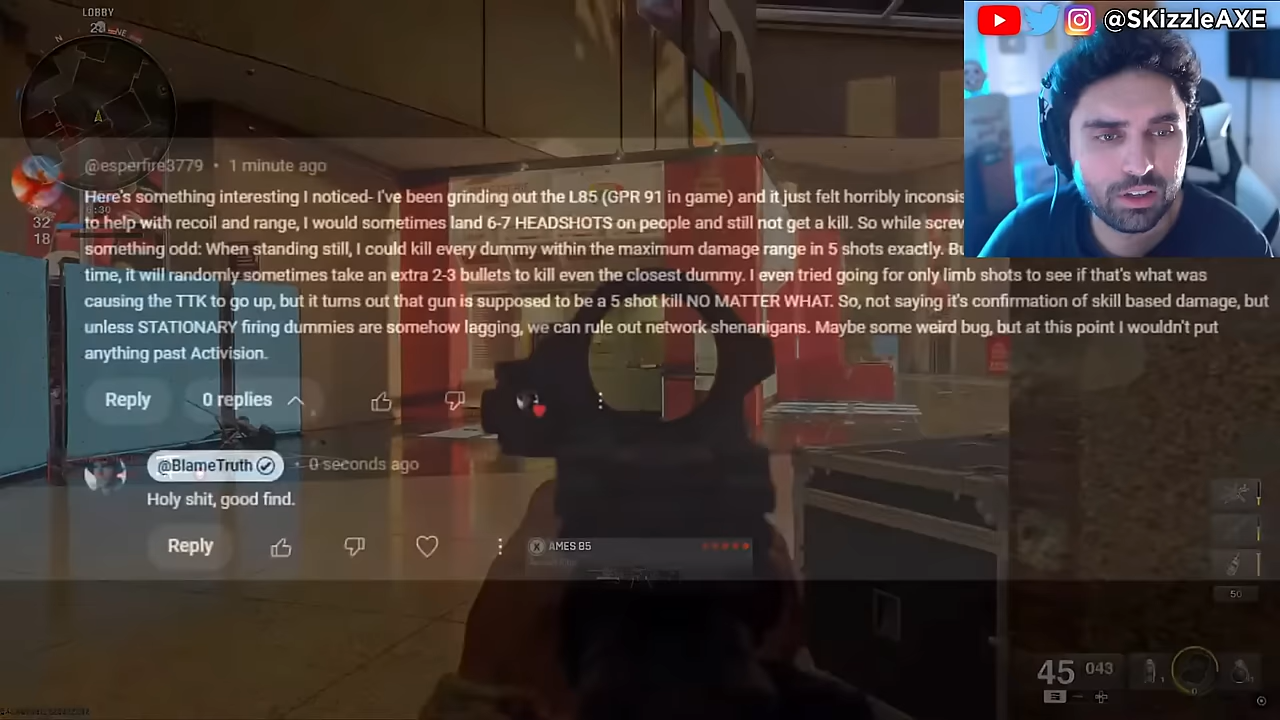 LOBBY
@SKizzleAXE
@esperfire3779 • 1 minute ago
Here's something interesting I noticed- I've been grinding out the L85 (GPR 91 in game) and it just felt horribly inconsis
to help with recoil and range, I would sometimes land 6-7 HEADSHOTS on people and still not get a kill. So while screw
something odd: When standing still, I could kill every dummy within the maximum damage range in 5 shots exactly. Bu
time, it will randomly sometimes take an extra 2-3 bullets to kill even the closest dummy. I even tried going for only limb shots to see if that's what was
causing the TTK to go up, but it turns out that gun is supposed to be a 5 shot kill NO MATTER WHAT. So, not saying it's confirmation of skill based damage, but
unless STATIONARY firing dummies are somehow lagging, we can rule out network shenanigans. Maybe some weird bug, but at this point I wouldn't put
anything past Activision.
32
18
Reply 0 replies
@BlameTruth • 0 seconds ago
Holy shit, good find.
Reply
X AMES 85
50
45 043